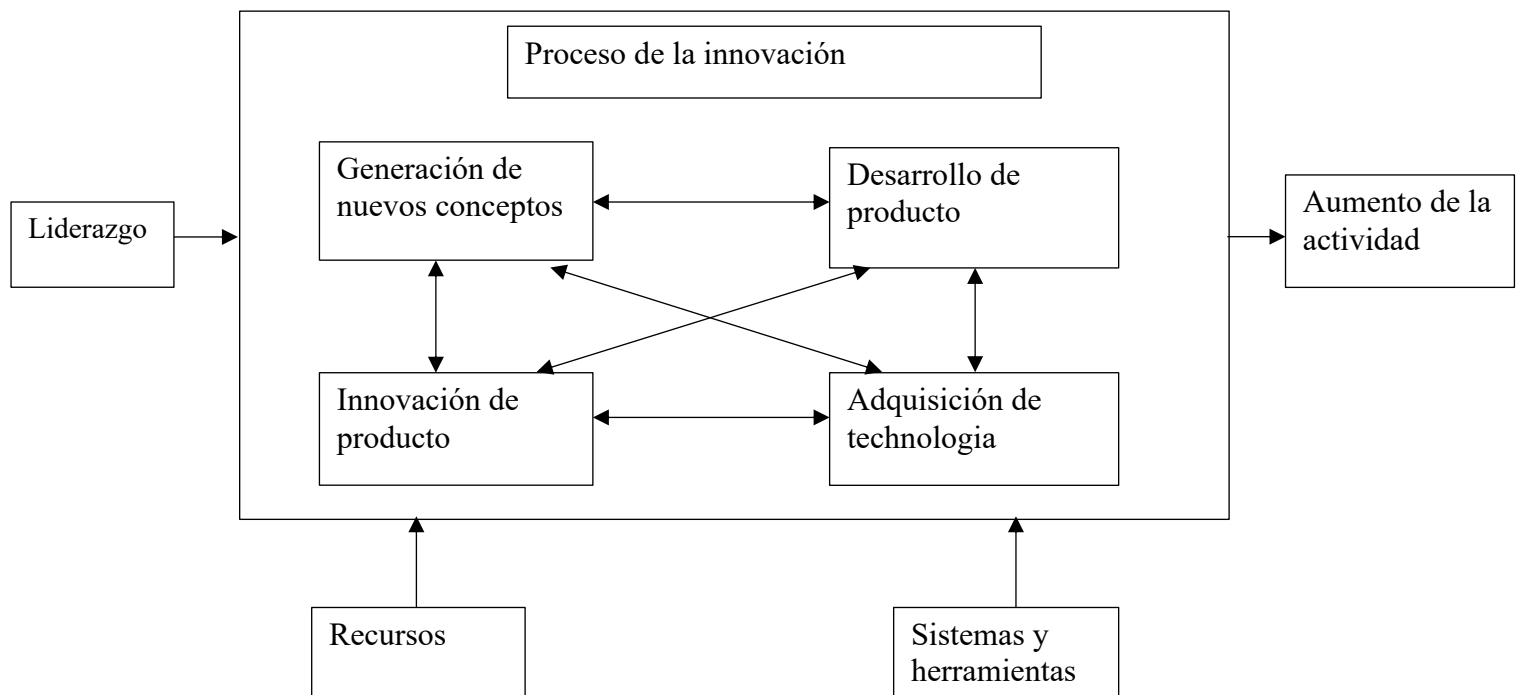 Proceso de la innovación
Generación de
nuevos conceptos
Desarrollo de
producto
Liderazgo
Aumento de la
actividad
Innovación de
producto
Adquisición de
technologia
Recursos
Sistemas y
herramientas